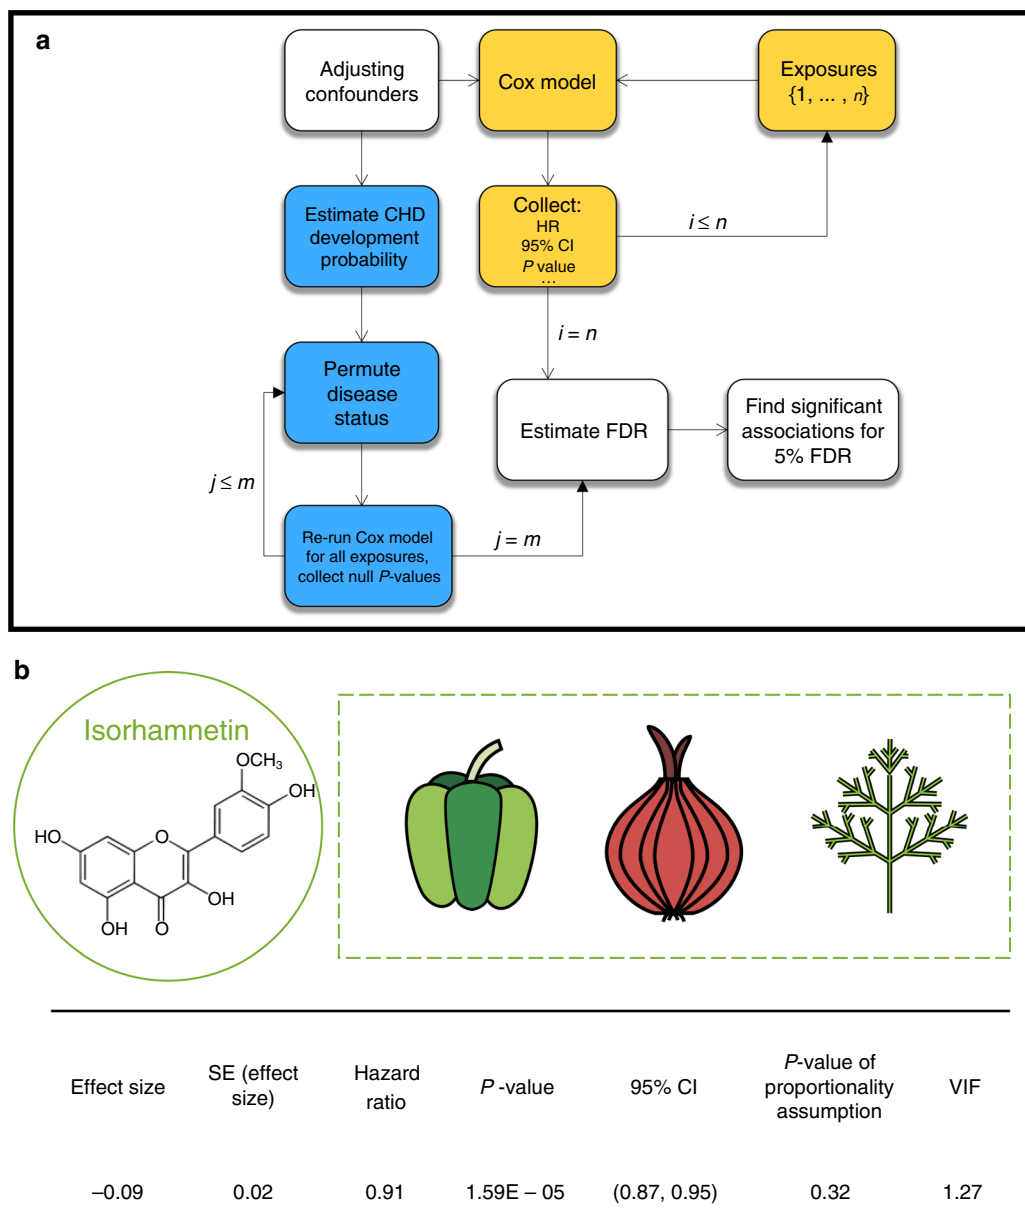 a
Adjusting
confounders
Cox model
Exposures
{1, ... , n}
Estimate CHD
development
probability
Collect:
HR
95% CI
P value
...
i ≤ n
i = n
Permute
disease
status
Estimate FDR
Find significant
associations for
5% FDR
j ≤ m
Re-run Cox model
for all exposures,
collect null P-values
j = m
b
Isorhamnetin
OCH₃
OH
HO
O
OH
OH
O
Effect size
SE (effect
size)
Hazard
ratio
P -value
95% CI
P-value of
proportionality
assumption
VIF
–0.09
0.02
0.91
1.59E – 05
(0.87, 0.95)
0.32
1.27